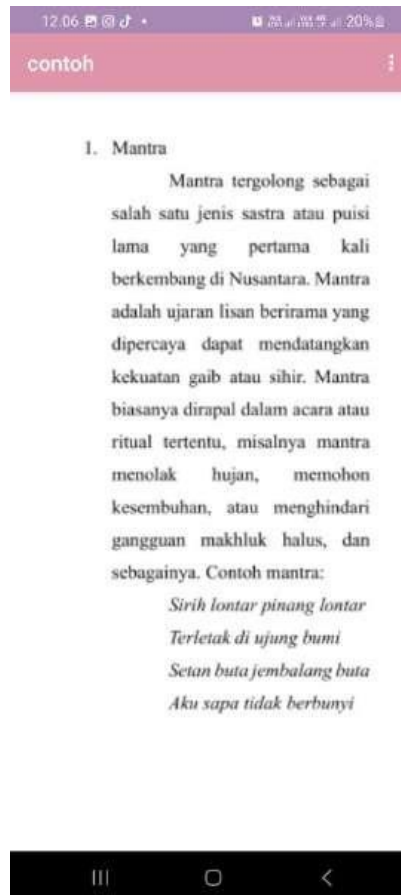 12.06
20%
contoh
1. Mantra
Mantra tergolong sebagai
salah satu jenis sastra atau puisi
lama yang pertama kali
berkembang di Nusantara. Mantra
adalah ujaran lisan berirama yang
dipercaya dapat mendatangkan
kekuatan gaib atau sihir. Mantra
biasanya dirapal dalam acara atau
ritual tertentu, misalnya mantra
menolak hujan, memohon
kesembuhan, atau menghindari
gangguan makhluk halus, dan
sebagainya. Contoh mantra:
Sirih lontar pinang lontar
Terletak di ujung bumi
Setan buta jembalang buta
Aku sapa tidak berbunyi